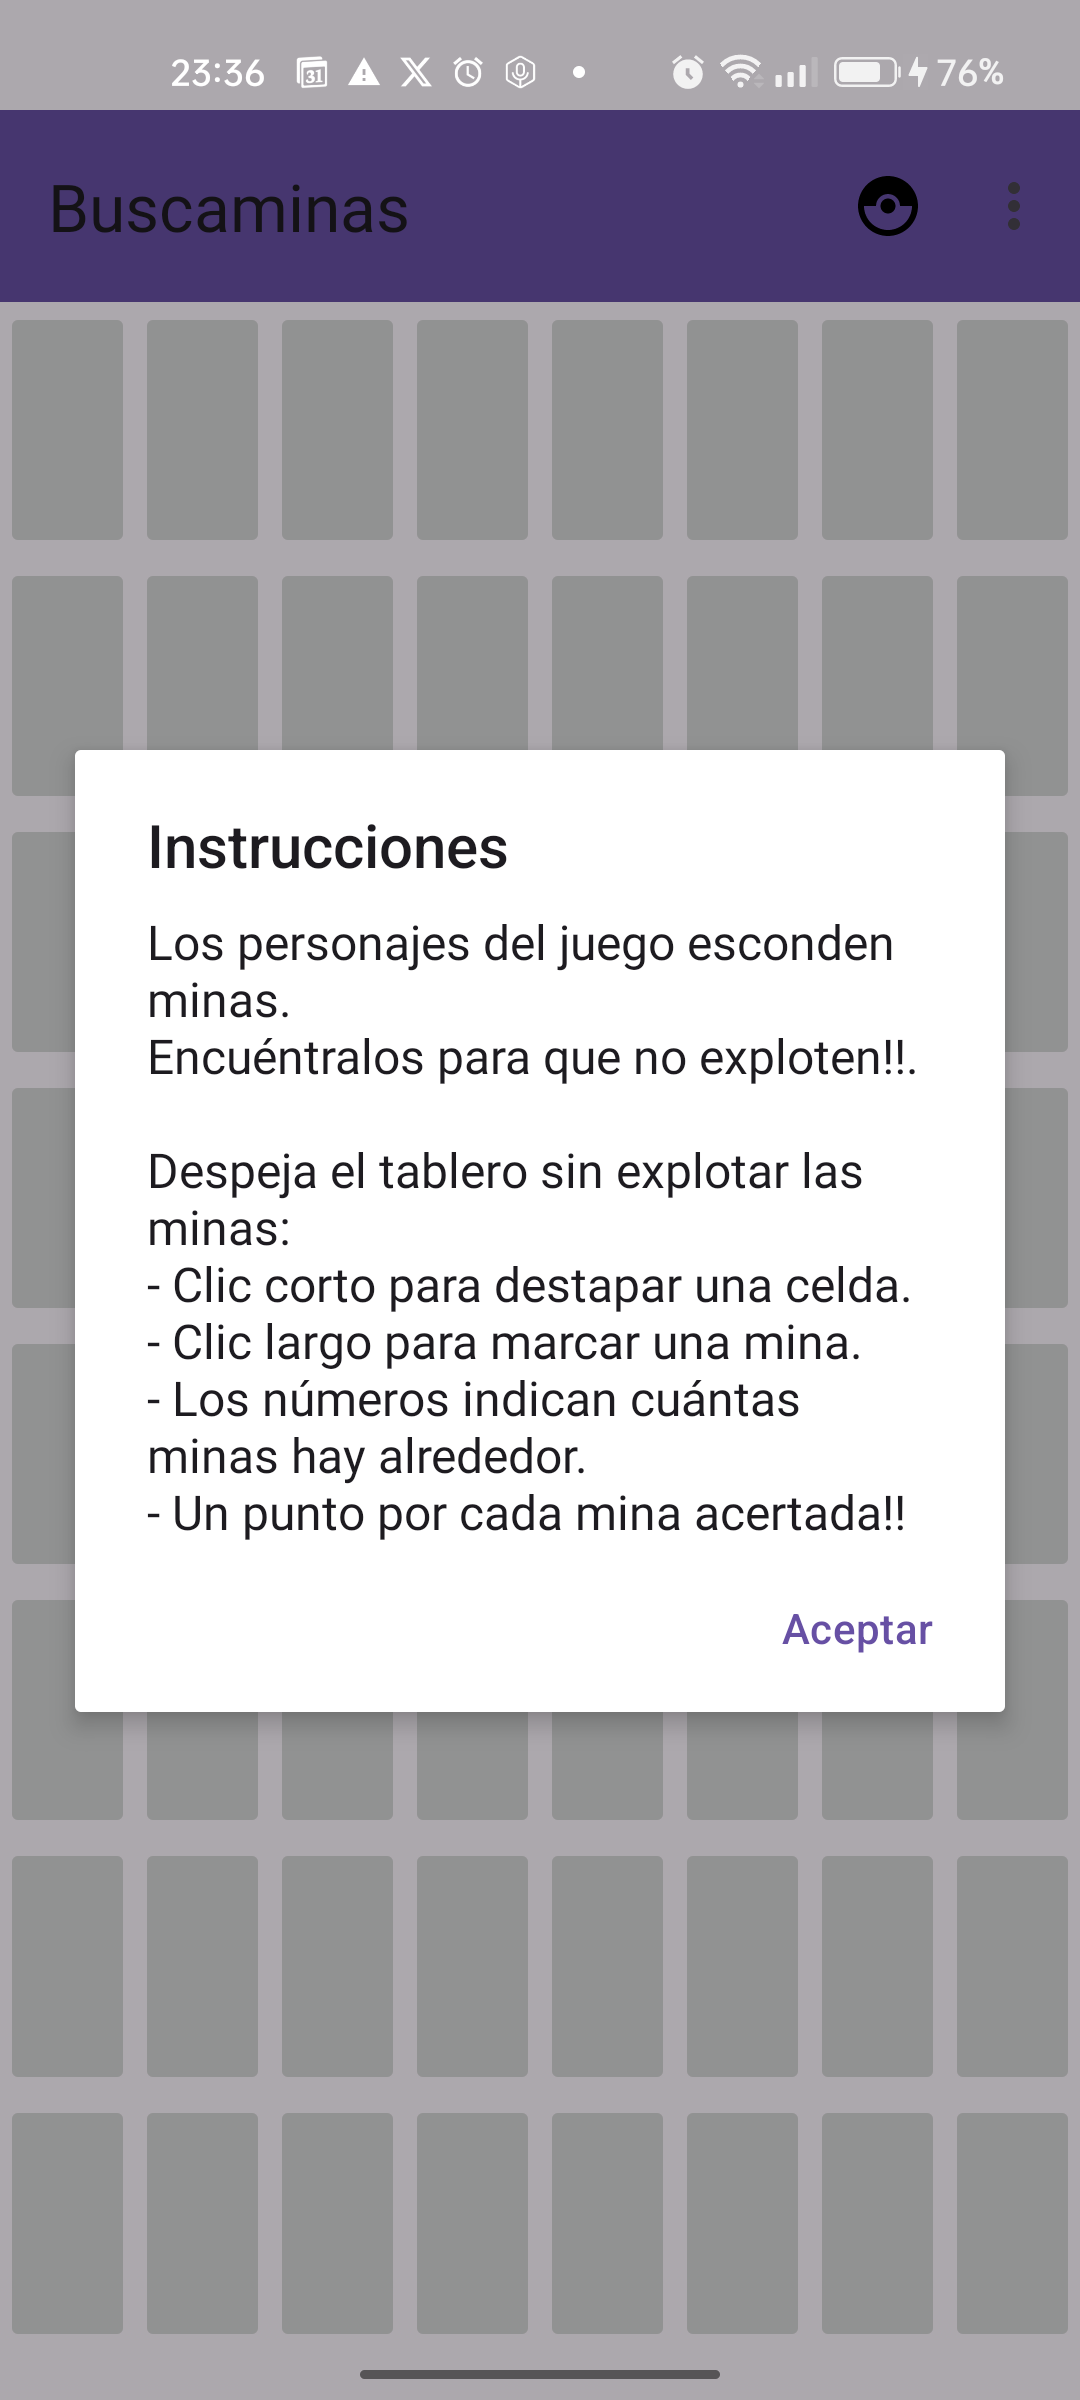 23:36 31 76%
Buscaminas
Instrucciones
Los personajes del juego esconden
minas.
Encuéntralos para que no exploten!!.
Despeja el tablero sin explotar las
minas:
- Clic corto para destapar una celda.
- Clic largo para marcar una mina.
- Los números indican cuántas
minas hay alrededor.
- Un punto por cada mina acertada!!
Aceptar